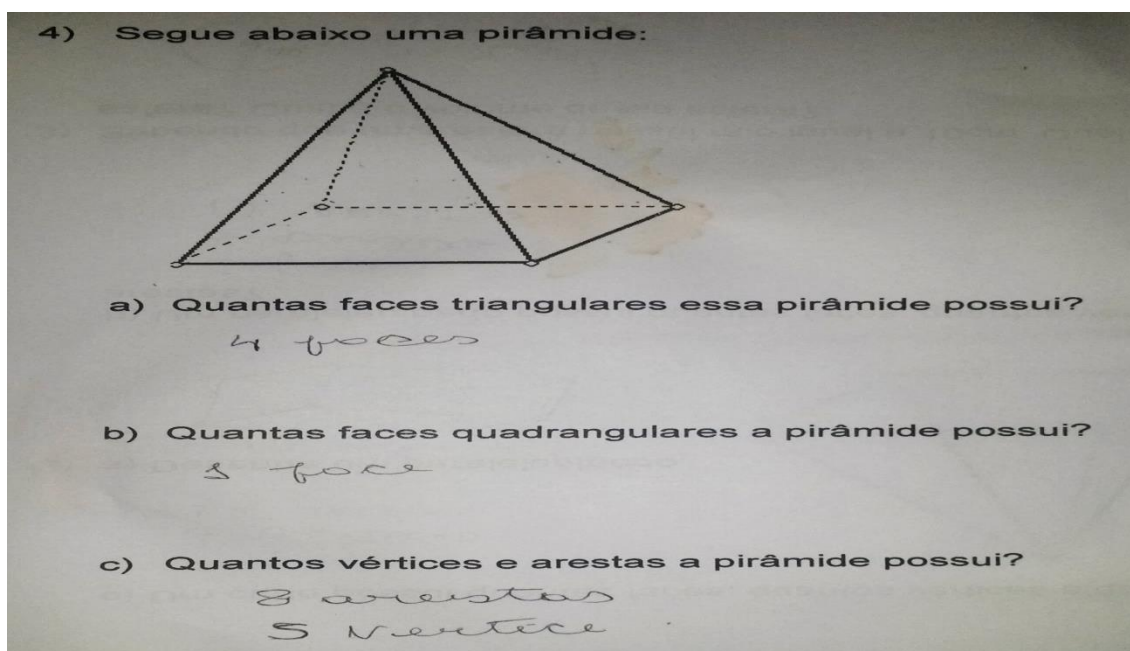 4) Segue abaixo uma pirâmide:
a) Quantas faces triangulares essa pirâmide possui?
4 faces
b) Quantas faces quadrangulares a pirâmide possui?
1 face
c) Quantos vértices e arestas a pirâmide possui?
8 arestas
5 Vertice